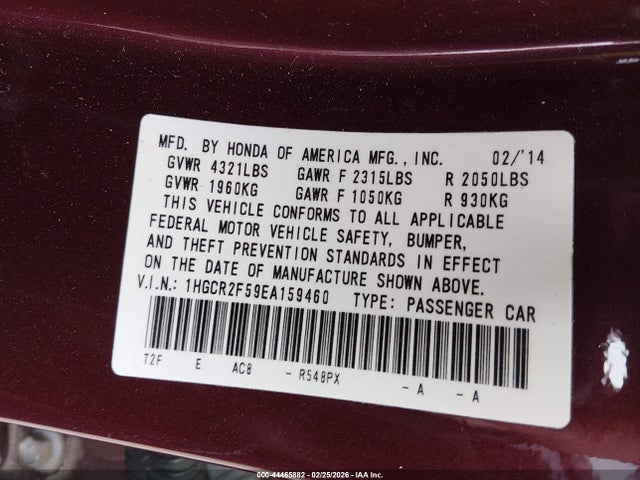 MFD. BY HONDA OF AMERICA MFG., INC. 02/'14
GVWR 4321LBS GAWR F 2315LBS R 2050LBS
GVWR 1960KG GAWR F 1050KG R 930KG
THIS VEHICLE CONFORMS TO ALL APPLICABLE
FEDERAL MOTOR VEHICLE SAFETY, BUMPER,
AND THEFT PREVENTION STANDARDS IN EFFECT
ON THE DATE OF MANUFACTURE SHOWN ABOVE.
V.I.N.: 1HGCR2F59EA159460 TYPE: PASSENGER CAR
T2F E AC0 - R548PX - A - A
000-44465882 - 02/25/2026 - IAA Inc.